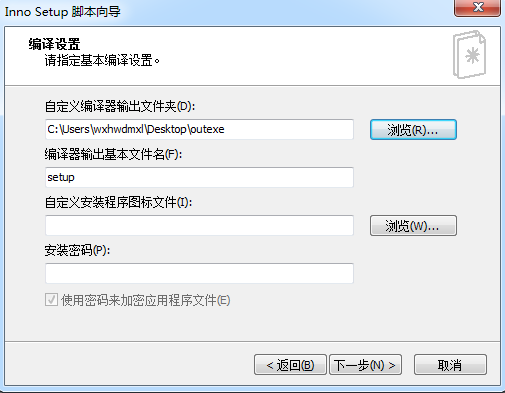 Inno Setup 脚本向导
编译设置
请指定基本编译设置。
自定义编译器输出文件夹(D):
C:\Users\wxhwdmxl\Desktop\outexe
浏览(R)...
编译器输出基本文件名(F):
setup
自定义安装程序图标文件(I):
浏览(W)...
安装密码(P):
使用密码来加密应用程序文件(E)
< 返回(B)
下一步(N) >
取消